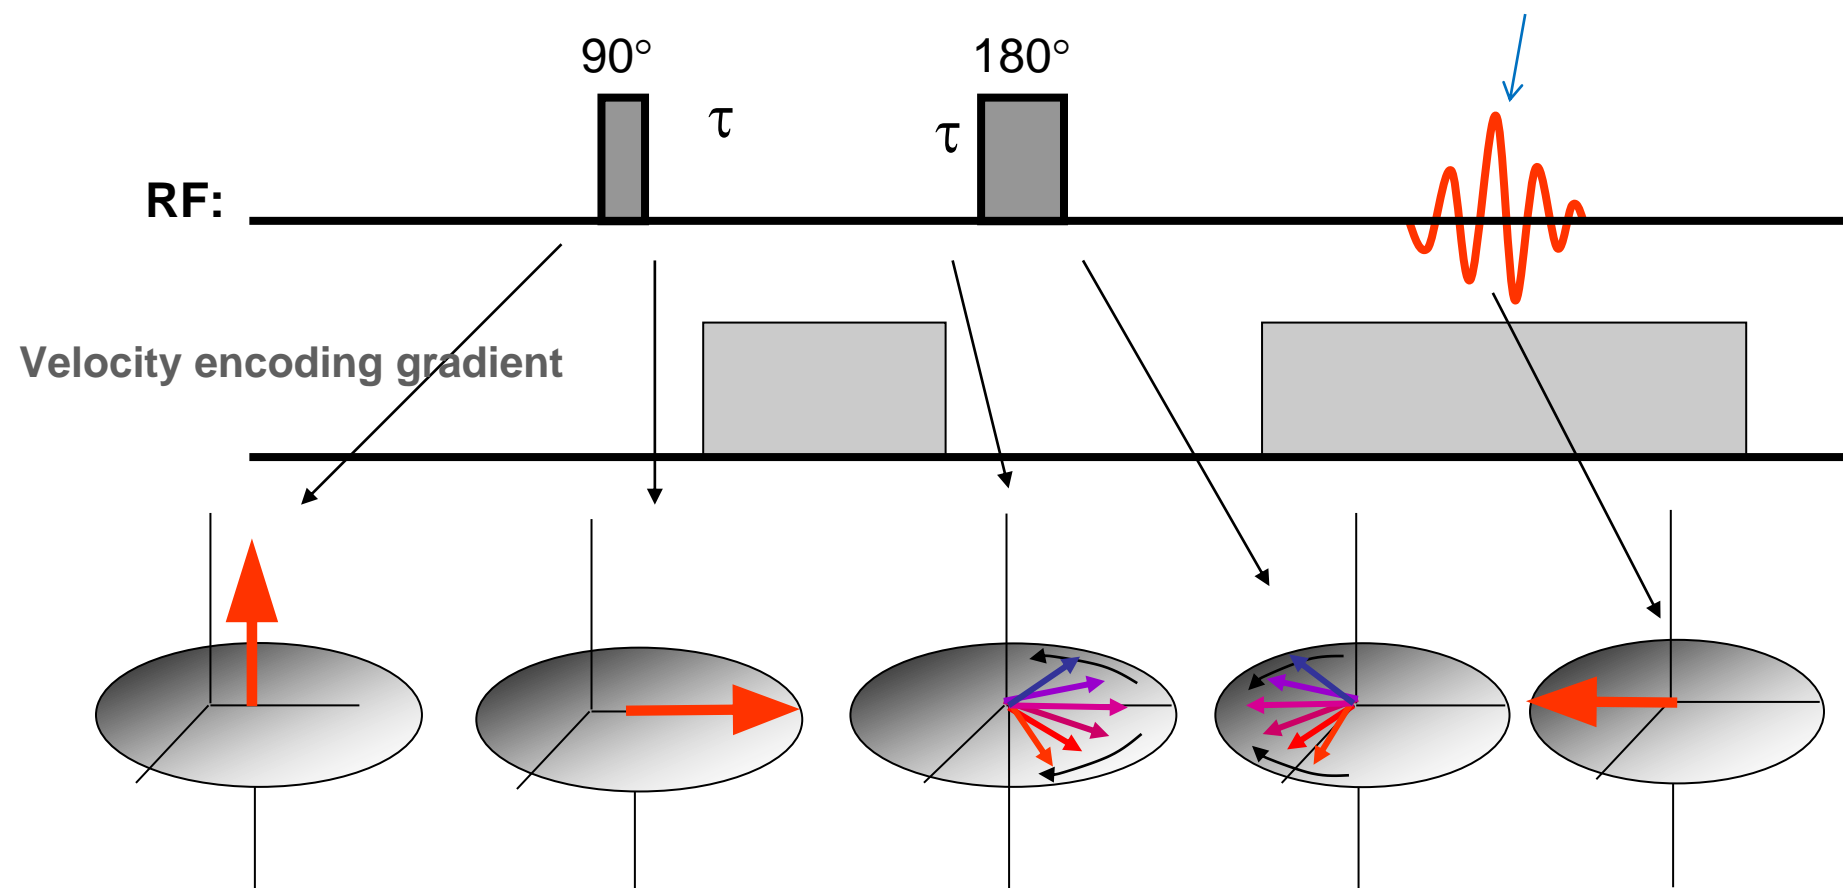 90° 180°
τ τ
RF:
Velocity encoding gradient